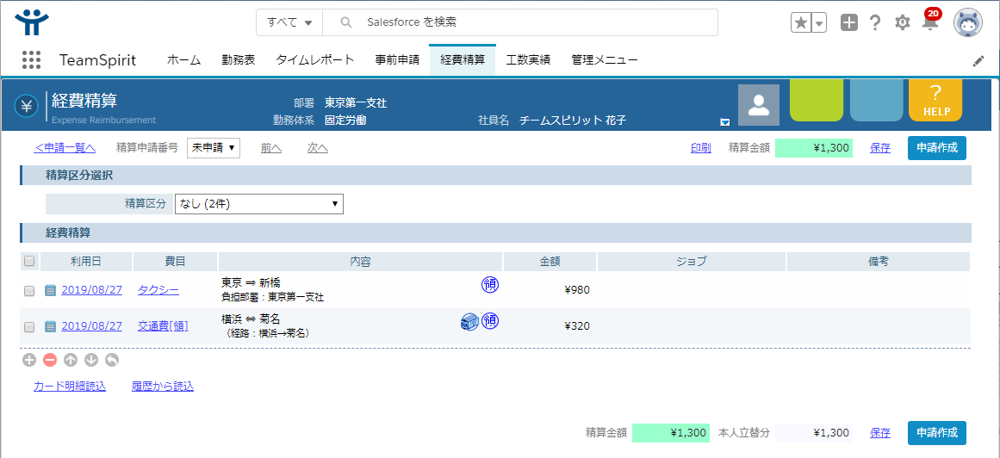 すべて ▼ Salesforce を検索 20
TeamSpirit ホーム 勤務表 タイムレポート 事前申請 経費精算 工数実績 管理メニュー
¥ 経費精算
Expense Reimbursement
部署 東京第一支社
勤務体系 固定労働 社員名 チームスピリット 花子
? HELP
<申請一覧へ 精算申請番号 未申請 ▼ 前へ 次へ 印刷 精算金額 ¥1,300 保存 申請作成
精算区分選択
精算区分 なし (2件) ▼
経費精算
利用日 費目 内容 金額 ジョブ 備考
2019/08/27 タクシー 東京 ⇒ 新橋 領 ¥980
負担部署：東京第一支社
2019/08/27 交通費[領] 横浜 ⇔ 菊名 領 ¥320
（経路：横浜→菊名）
カード明細読込 履歴から読込
精算金額 ¥1,300 本人立替分 ¥1,300 保存 申請作成